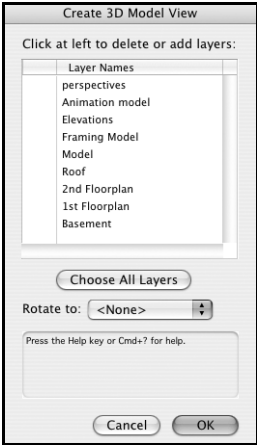 Create 3D Model View
Click at left to delete or add layers:
Layer Names
perspectives
Animation model
Elevations
Framing Model
Model
Roof
2nd Floorplan
1st Floorplan
Basement
Choose All Layers
Rotate to: <None>
Press the Help key or Cmd+? for help.
Cancel OK